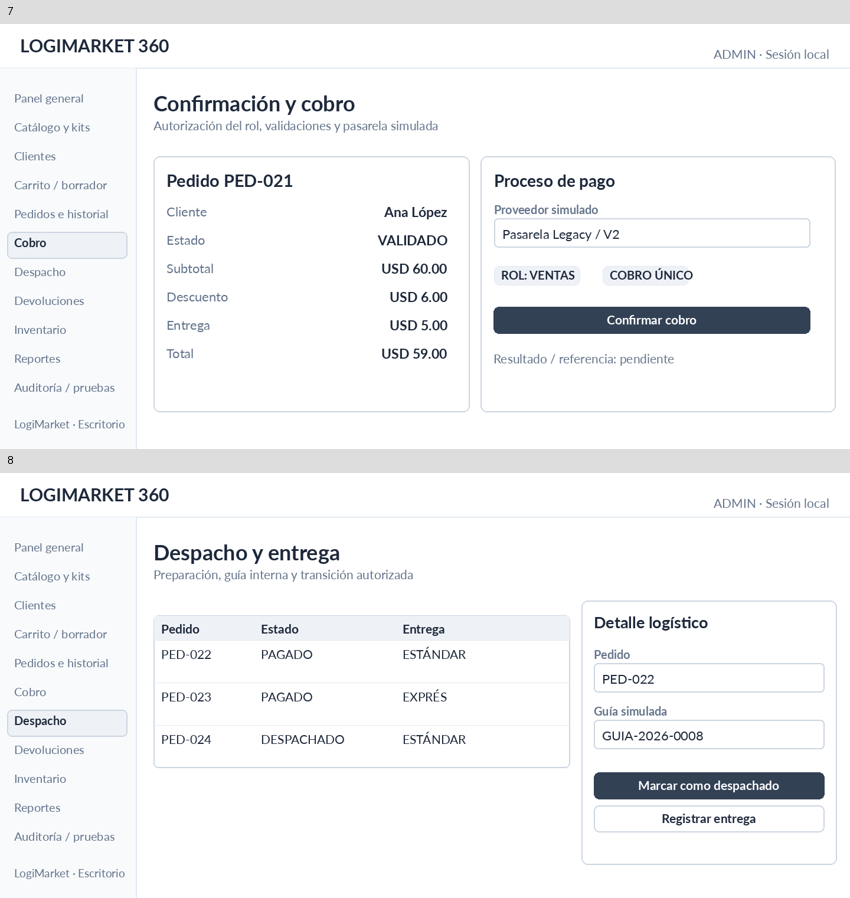 7
LOGIMARKET 360
ADMIN · Sesión local
Panel general
Catálogo y kits
Clientes
Carrito / borrador
Pedidos e historial
Cobro
Despacho
Devoluciones
Inventario
Reportes
Auditoría / pruebas
LogiMarket · Escritorio
Confirmación y cobro
Autorización del rol, validaciones y pasarela simulada
Pedido PED-021
Cliente Ana López
Estado VALIDADO
Subtotal USD 60.00
Descuento USD 6.00
Entrega USD 5.00
Total USD 59.00
Proceso de pago
Proveedor simulado
Pasarela Legacy / V2
ROL: VENTAS COBRO ÚNICO
Confirmar cobro
Resultado / referencia: pendiente
8
LOGIMARKET 360
ADMIN · Sesión local
Panel general
Catálogo y kits
Clientes
Carrito / borrador
Pedidos e historial
Cobro
Despacho
Devoluciones
Inventario
Reportes
Auditoría / pruebas
LogiMarket · Escritorio
Despacho y entrega
Preparación, guía interna y transición autorizada
Pedido Estado Entrega
PED-022 PAGADO ESTÁNDAR
PED-023 PAGADO EXPRÉS
PED-024 DESPACHADO ESTÁNDAR
Detalle logístico
Pedido
PED-022
Guía simulada
GUIA-2026-0008
Marcar como despachado
Registrar entrega